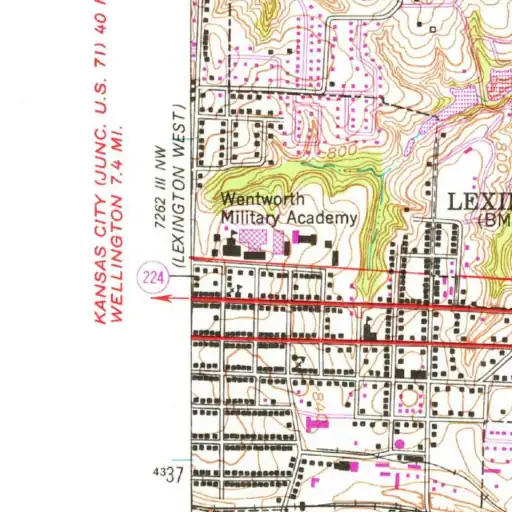 KANSAS CITY (JUNC. U.S. 71) 40
WELLINGTON 7.4 MI.
7262 III NW
(LEXINGTON WEST)
800
Wentworth
Military Academy
LEXI
(BM
224
840
4337